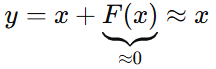 y = x + F(x) ≈ x
≈0